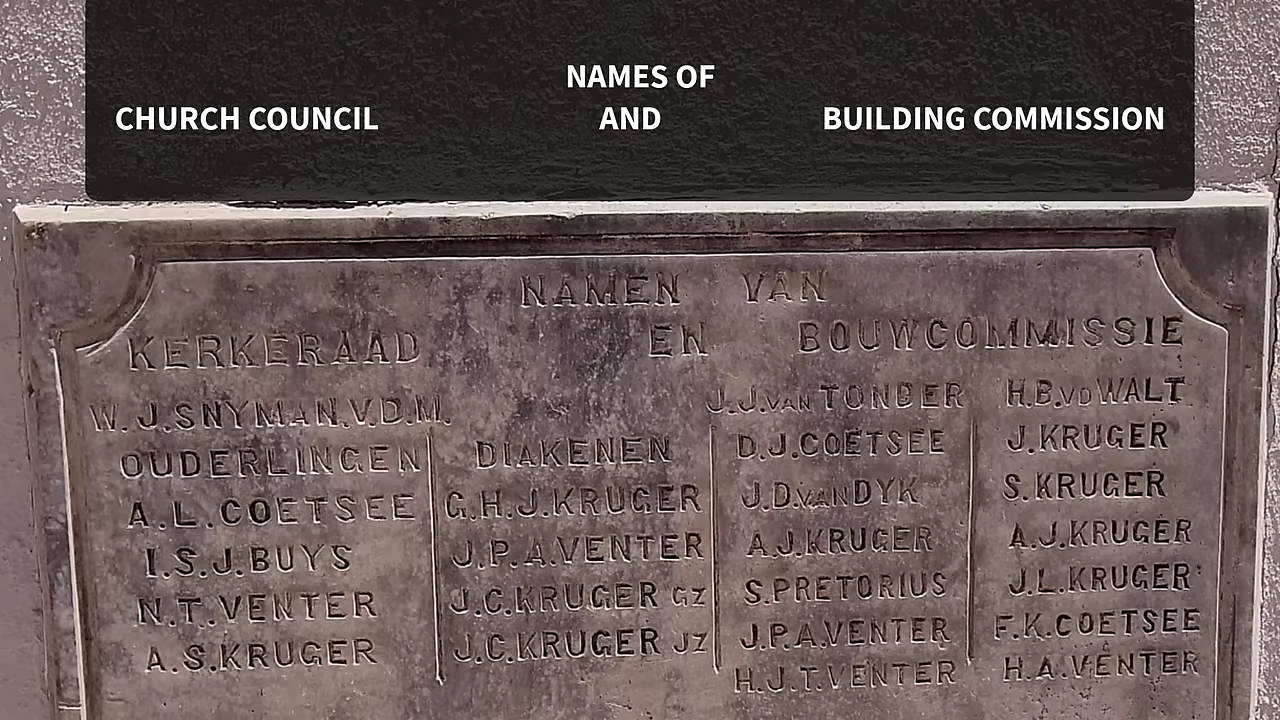 NAMES OF
CHURCH COUNCIL AND BUILDING COMMISSION
NAMEN VAN
KERKERAAD EN BOUWCOMMISSIE
W.J.SNYMAN.V.D.M. J.J.VAN TONDER H.B.VD WALT
OUDERLINGEN DIAKENEN D.J.COETSEE J.KRUGER
A.L.COETSEE G.H.J.KRUGER J.D.VAN DYK S.KRUGER
I.S.J.BUYS J.P.A.VENTER A.J.KRUGER A.J.KRUGER
N.T.VENTER J.C.KRUGER GZ S.PRETORIUS J.L.KRUGER
A.S.KRUGER J.C.KRUGER JZ J.P.A.VENTER F.K.COETSEE
H.J.T.VENTER H.A.VENTER